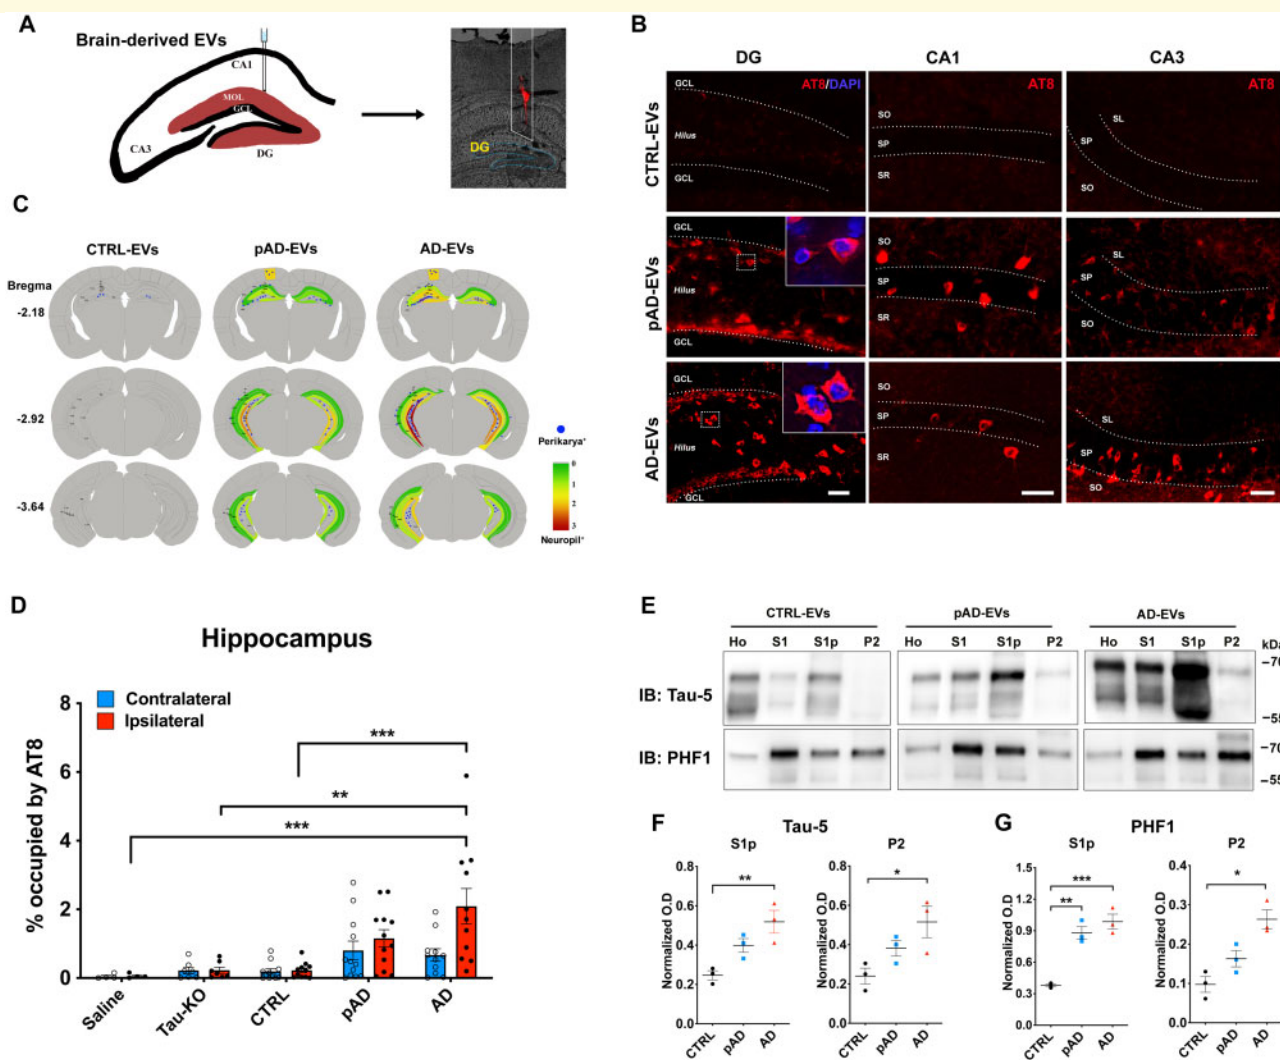 A
Brain-derived EVs
CA1
MOL
GCL
CA3
DG
DG
B
DG
CA1
CA3
CTRL-EVs
GCL
AT8/DAPI
Hilus
GCL
AT8
SO
SP
SR
AT8
SL
SP
SO
pAD-EVs
GCL
Hilus
GCL
SO
SP
SR
SL
SP
SO
AD-EVs
GCL
Hilus
GCL
SO
SP
SR
SL
SP
SO
C
CTRL-EVs
pAD-EVs
AD-EVs
Bregma
-2.18
-2.92
-3.64
Perikarya+
0
1
2
3
Neuropil+
D
Hippocampus
Contralateral
Ipsilateral
% occupied by AT8
8
6
4
2
0
***
**
***
Saline
Tau-KO
CTRL
pAD
AD
E
CTRL-EVs
pAD-EVs
AD-EVs
Ho S1 S1p P2
Ho S1 S1p P2
Ho S1 S1p P2
kDa
IB: Tau-5
-70
-55
IB: PHF1
-70
-55
F
Tau-5
S1p
Normalized O.D
0.8
0.6
0.4
0.2
0.0
**
CTRL
pAD
AD
P2
Normalized O.D
0.8
0.6
0.4
0.2
0.0
*
CTRL
pAD
AD
G
PHF1
S1p
Normalized O.D
1.5
1.2
0.9
0.6
0.3
0.0
***
**
CTRL
pAD
AD
P2
Normalized O.D
0.4
0.3
0.2
0.1
0.0
*
CTRL
pAD
AD